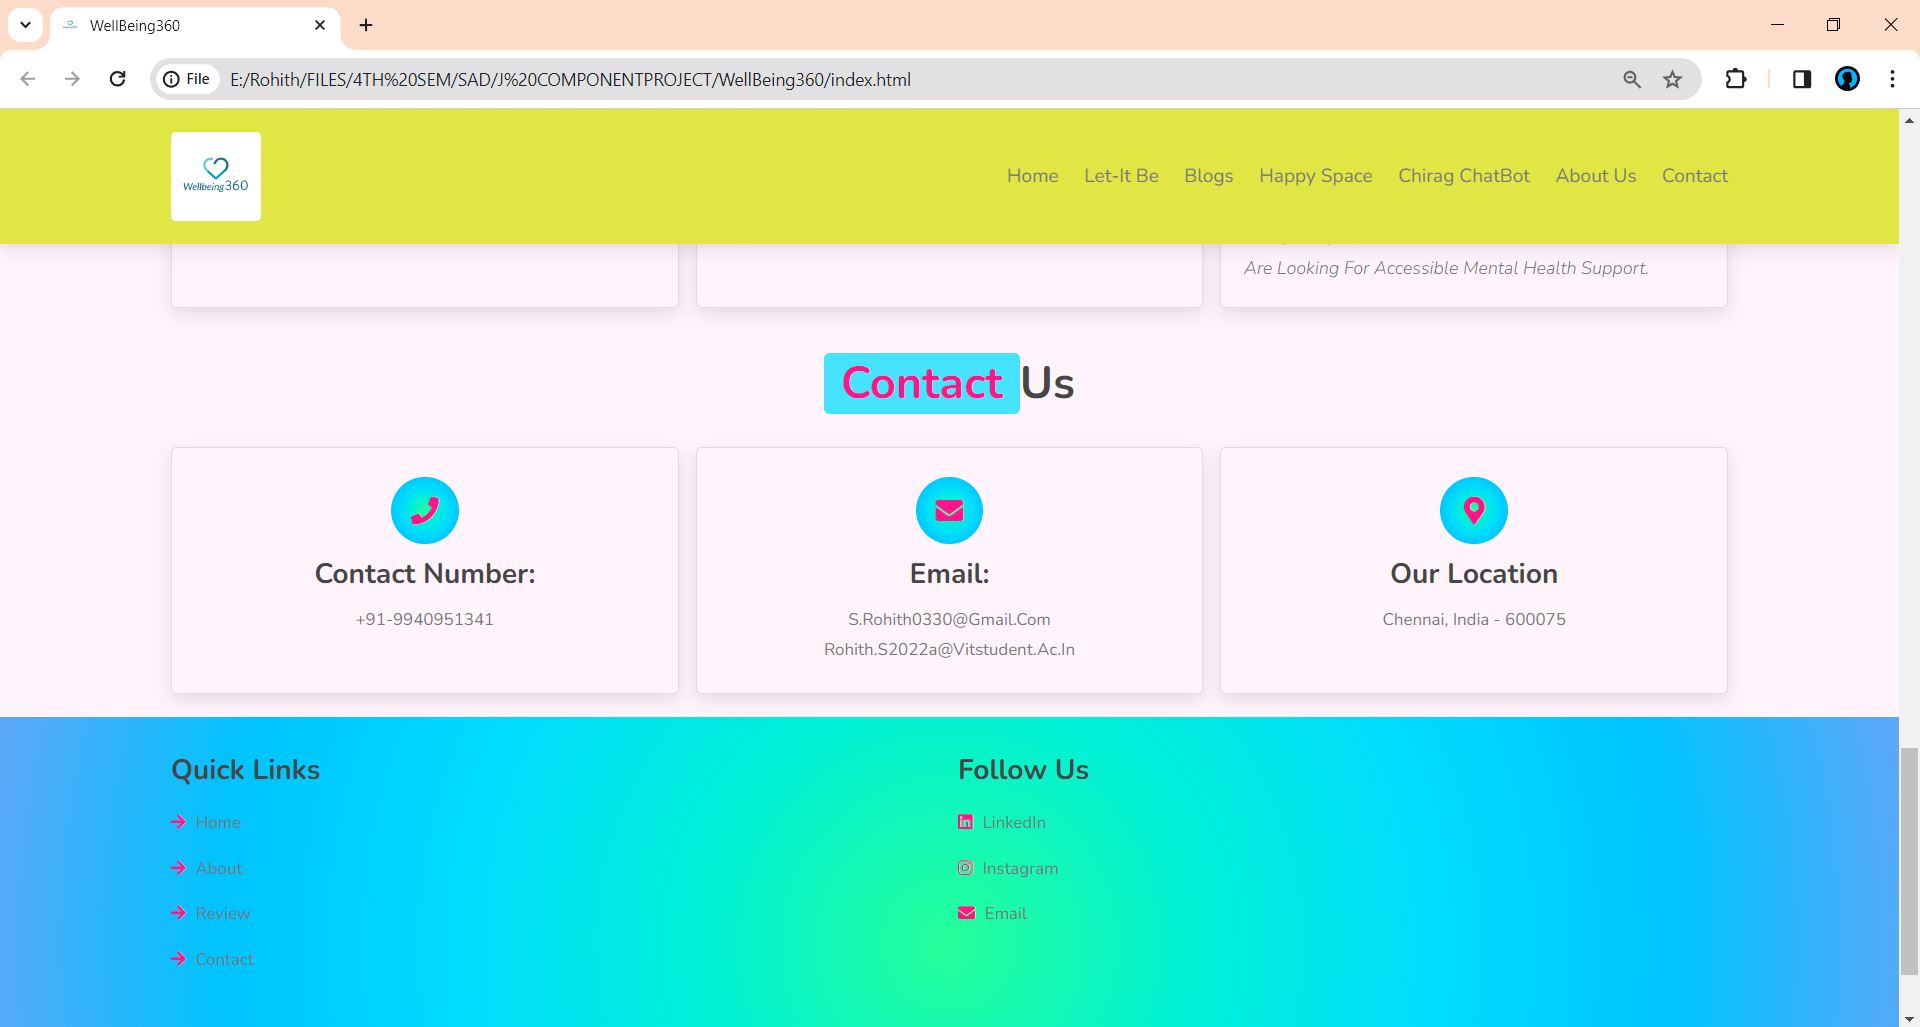 WellBeing360
File E:/Rohith/FILES/4TH%20SEM/SAD/J%20COMPONENTPROJECT/WellBeing360/index.html
Wellbeing360
Home Let-It Be Blogs Happy Space Chirag ChatBot About Us Contact
Are Looking For Accessible Mental Health Support.
Contact Us
Contact Number:
+91-9940951341
Email:
S.Rohith0330@Gmail.Com
Rohith.S2022a@Vitstudent.Ac.In
Our Location
Chennai, India - 600075
Quick Links
Home
About
Review
Contact
Follow Us
LinkedIn
Instagram
Email